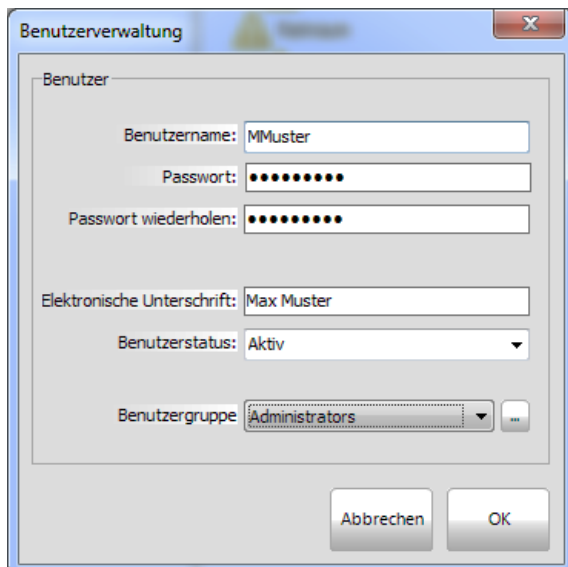 Benutzerverwaltung
Benutzer
Benutzername: MMuster
Passwort: ●●●●●●●●●
Passwort wiederholen: ●●●●●●●●●
Elektronische Unterschrift: Max Muster
Benutzerstatus: Aktiv
Benutzergruppe Administrators ...
Abbrechen OK